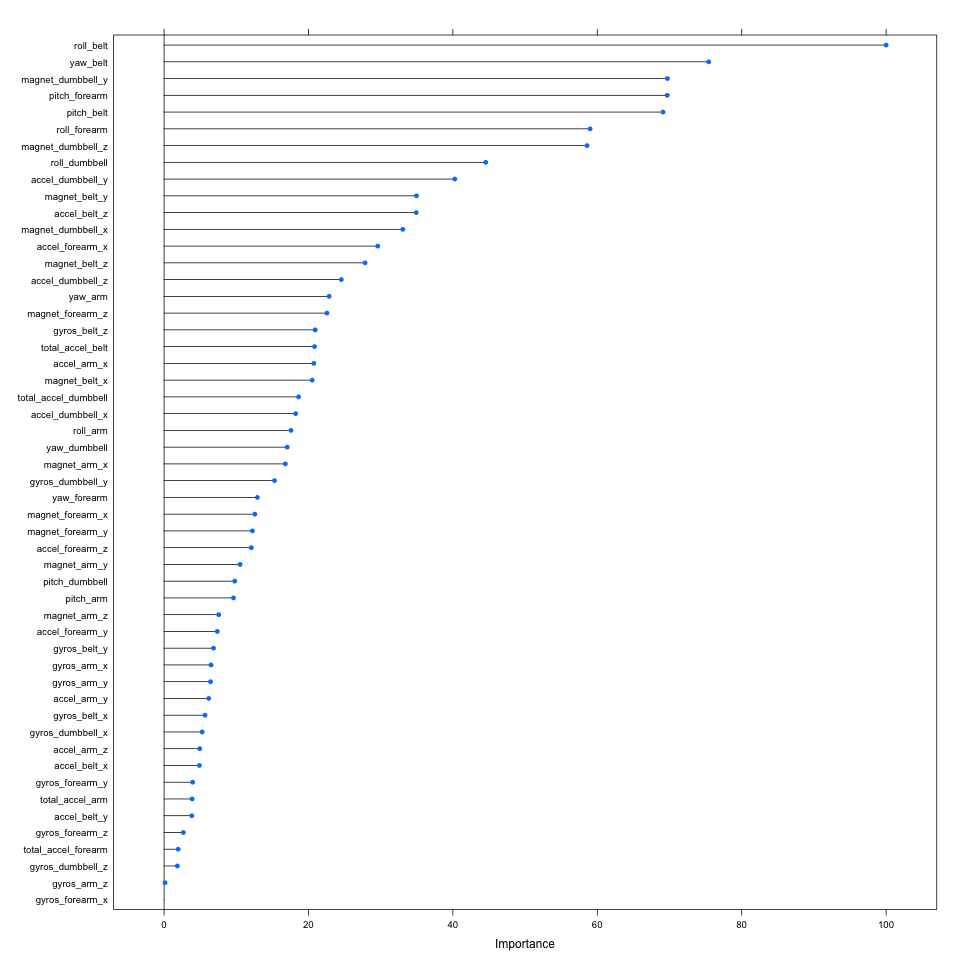 roll_belt
yaw_belt
magnet_dumbbell_y
pitch_forearm
pitch_belt
roll_forearm
magnet_dumbbell_z
roll_dumbbell
accel_dumbbell_y
magnet_belt_y
accel_belt_z
magnet_dumbbell_x
accel_forearm_x
magnet_belt_z
accel_dumbbell_z
yaw_arm
magnet_forearm_z
gyros_belt_z
total_accel_belt
accel_arm_x
magnet_belt_x
total_accel_dumbbell
accel_dumbbell_x
roll_arm
yaw_dumbbell
magnet_arm_x
gyros_dumbbell_y
yaw_forearm
magnet_forearm_x
magnet_forearm_y
accel_forearm_z
magnet_arm_y
pitch_dumbbell
pitch_arm
magnet_arm_z
accel_forearm_y
gyros_belt_y
gyros_arm_x
gyros_arm_y
accel_arm_y
gyros_belt_x
gyros_dumbbell_x
accel_arm_z
accel_belt_x
gyros_forearm_y
total_accel_arm
accel_belt_y
gyros_forearm_z
total_accel_forearm
gyros_dumbbell_z
gyros_arm_z
gyros_forearm_x
0 20 40 60 80 100
Importance